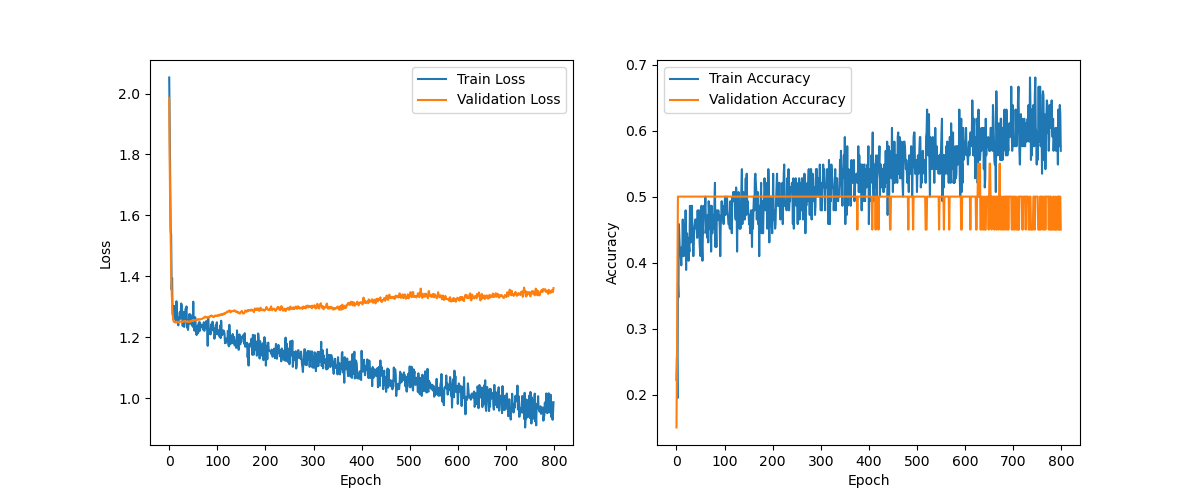 Train Loss
Validation Loss
2.0
1.8
1.6
1.4
1.2
1.0
Loss
0 100 200 300 400 500 600 700 800
Epoch
Train Accuracy
Validation Accuracy
0.7
0.6
0.5
0.4
0.3
0.2
Accuracy
0 100 200 300 400 500 600 700 800
Epoch